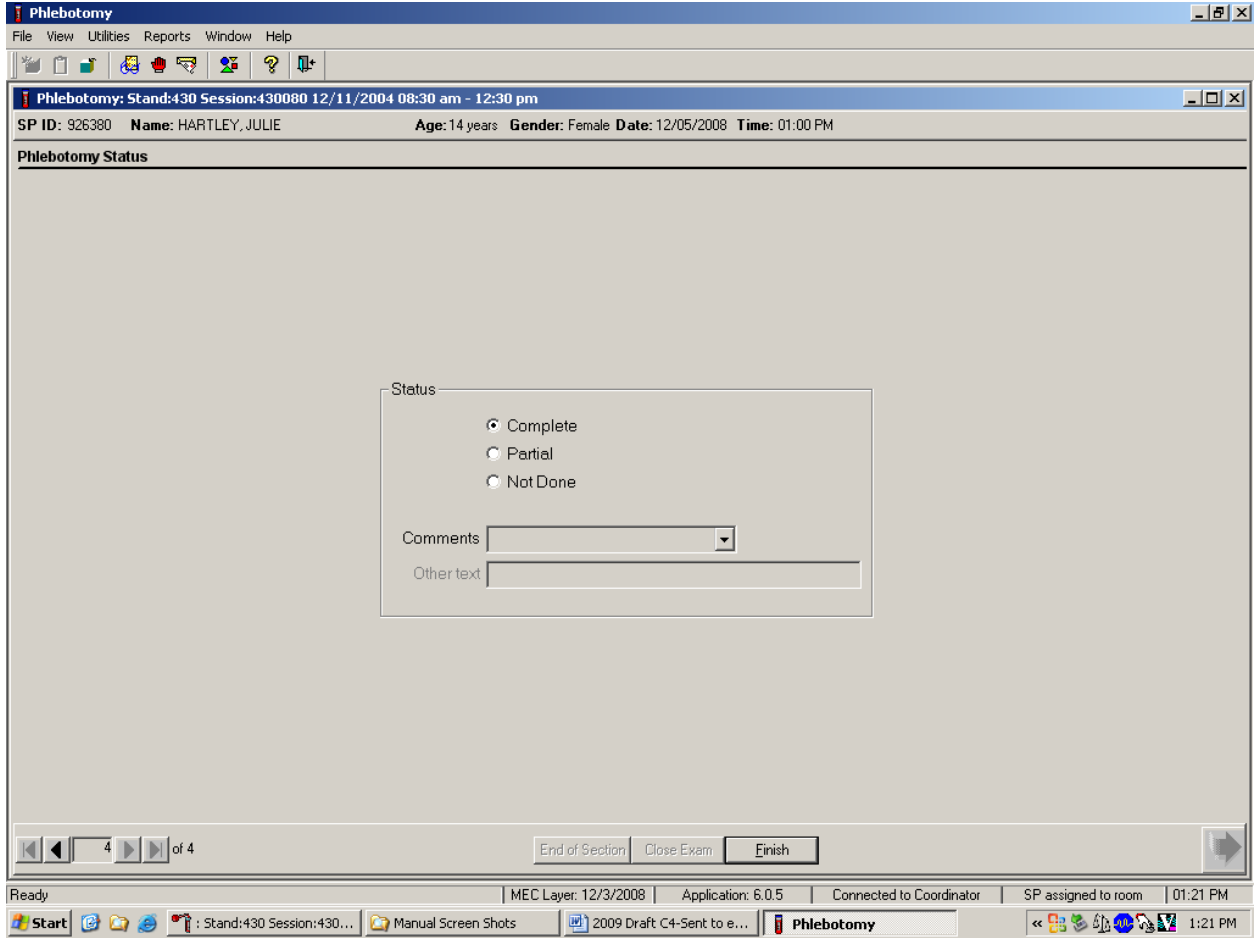 Phlebotomy
File View Utilities Reports Window Help
Phlebotomy: Stand:430 Session:430080 12/11/2004 08:30 am - 12:30 pm
SP ID: 926380 Name: HARTLEY, JULIE Age: 14 years Gender: Female Date: 12/05/2008 Time: 01:00 PM
Phlebotomy Status
Status
Complete
Partial
Not Done
Comments
Other text
4 of 4 End of Section Close Exam Finish
Ready MEC Layer: 12/3/2008 Application: 6.0.5 Connected to Coordinator SP assigned to room 01:21 PM
Start : Stand:430 Session:430... Manual Screen Shots 2009 Draft C4-Sent to e... Phlebotomy « 1:21 PM